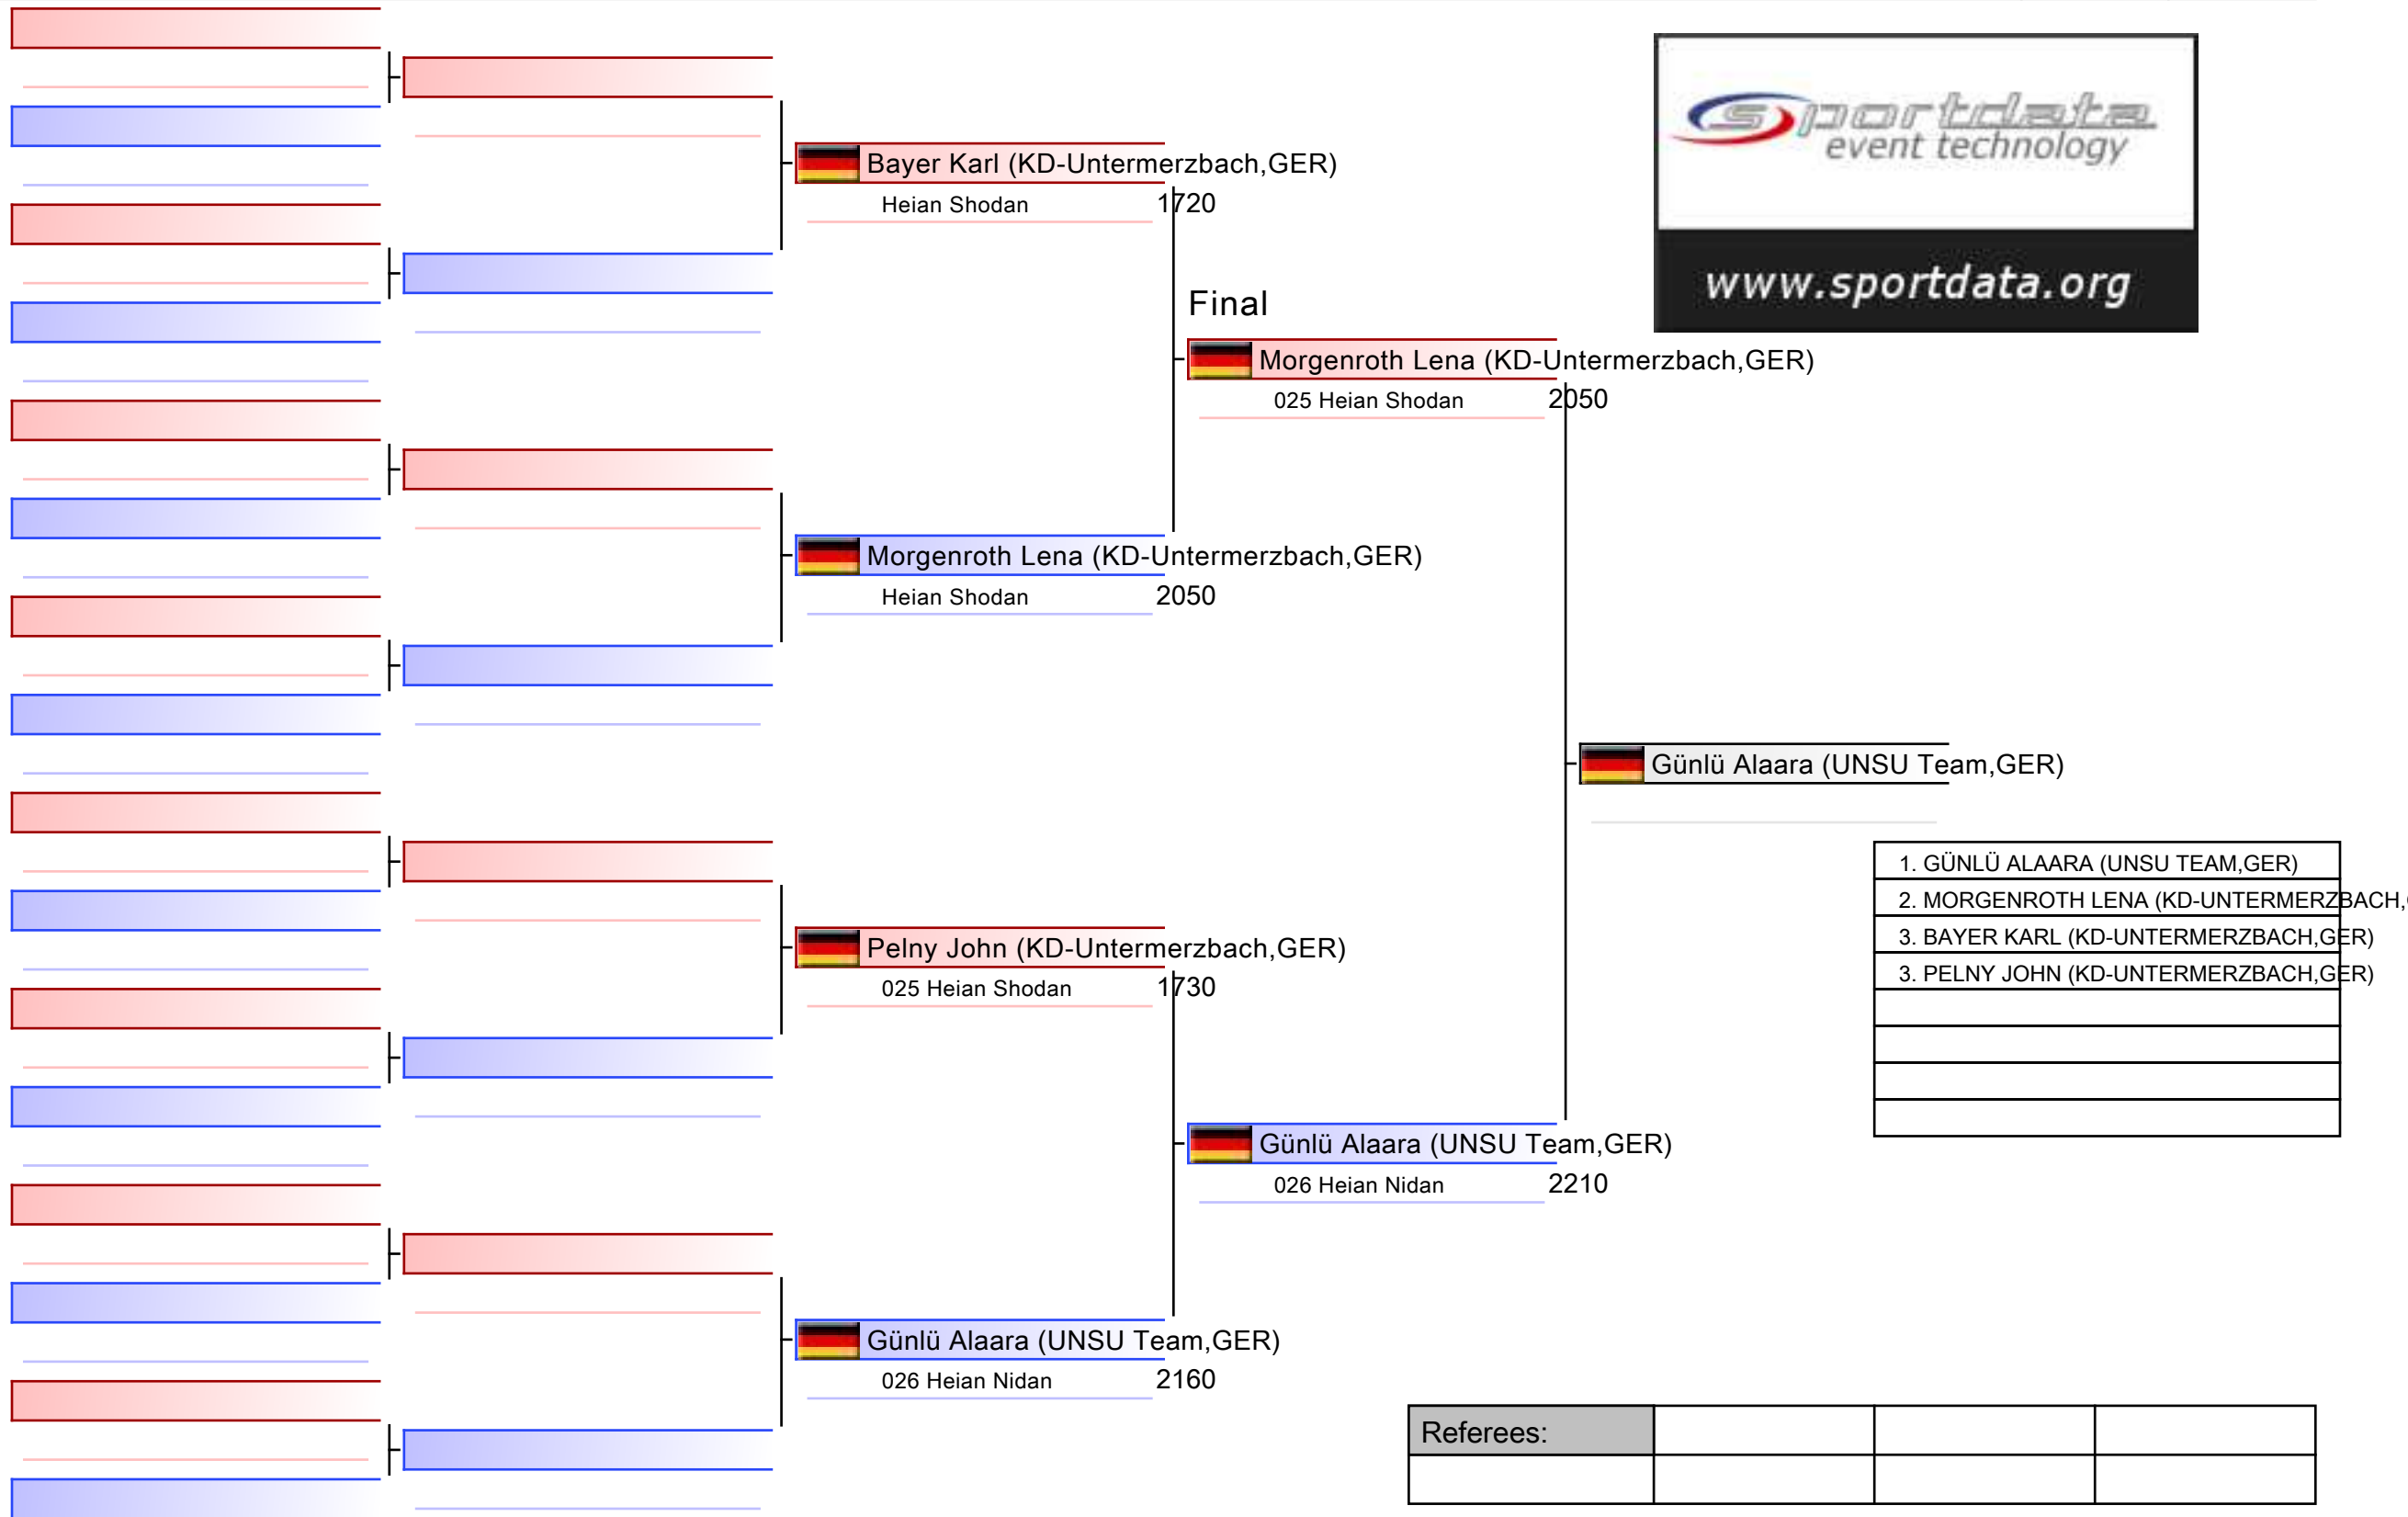 sportdata
event technology
www.sportdata.org
Bayer Karl (KD-Untermerzbach,GER)
Heian Shodan 1720
Final
Morgenroth Lena (KD-Untermerzbach,GER)
025 Heian Shodan 2050
Morgenroth Lena (KD-Untermerzbach,GER)
Heian Shodan 2050
Günlü Alaara (UNSU Team,GER)
1. GÜNLÜ ALAARA (UNSU TEAM,GER)
2. MORGENROTH LENA (KD-UNTERMERZBACH,
3. BAYER KARL (KD-UNTERMERZBACH,GER)
3. PELNY JOHN (KD-UNTERMERZBACH,GER)
Pelny John (KD-Untermerzbach,GER)
025 Heian Shodan 1730
Günlü Alaara (UNSU Team,GER)
026 Heian Nidan 2210
Günlü Alaara (UNSU Team,GER)
026 Heian Nidan 2160
Referees: